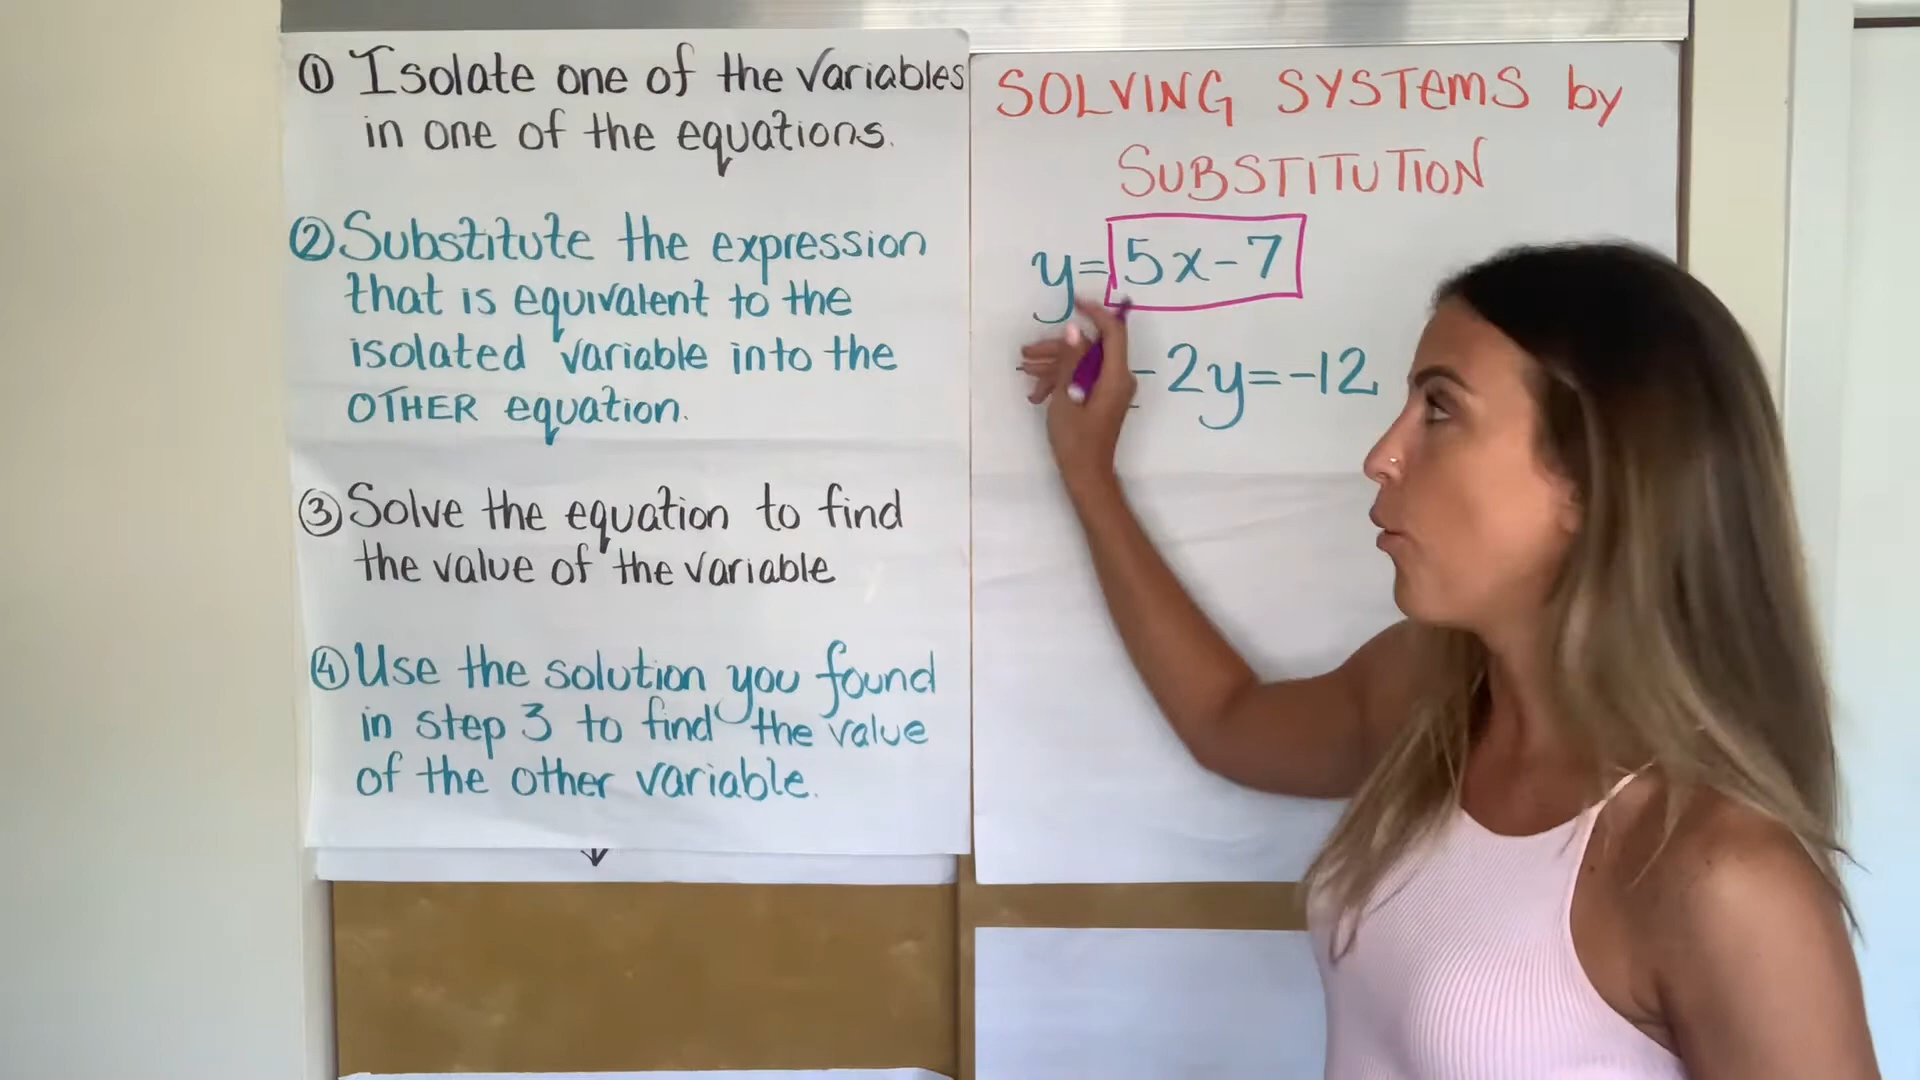 ① Isolate one of the variables
in one of the equations.
② Substitute the expression
that is equivalent to the
isolated variable into the
OTHER equation.
③ Solve the equation to find
the value of the variable
④ Use the solution you found
in step 3 to find the value
of the other variable.
SOLVING SYSTEMS by
SUBSTITUTION
y=5x-7
-2y=-12